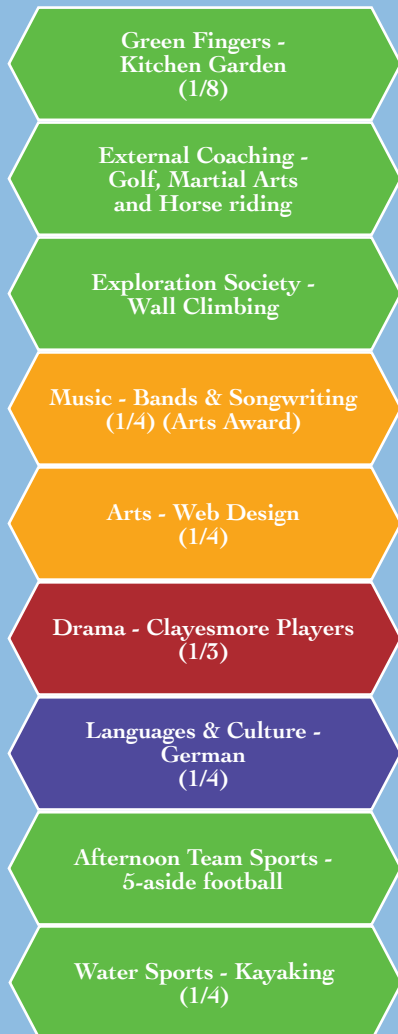 Green Fingers -
Kitchen Garden
(1/8)
External Coaching -
Golf, Martial Arts
and Horse riding
Exploration Society -
Wall Climbing
Music - Bands & Songwriting
(1/4) (Arts Award)
Arts - Web Design
(1/4)
Drama - Clayesmore Players
(1/3)
Languages & Culture -
German
(1/4)
Afternoon Team Sports -
5-aside football
Water Sports - Kayaking
(1/4)